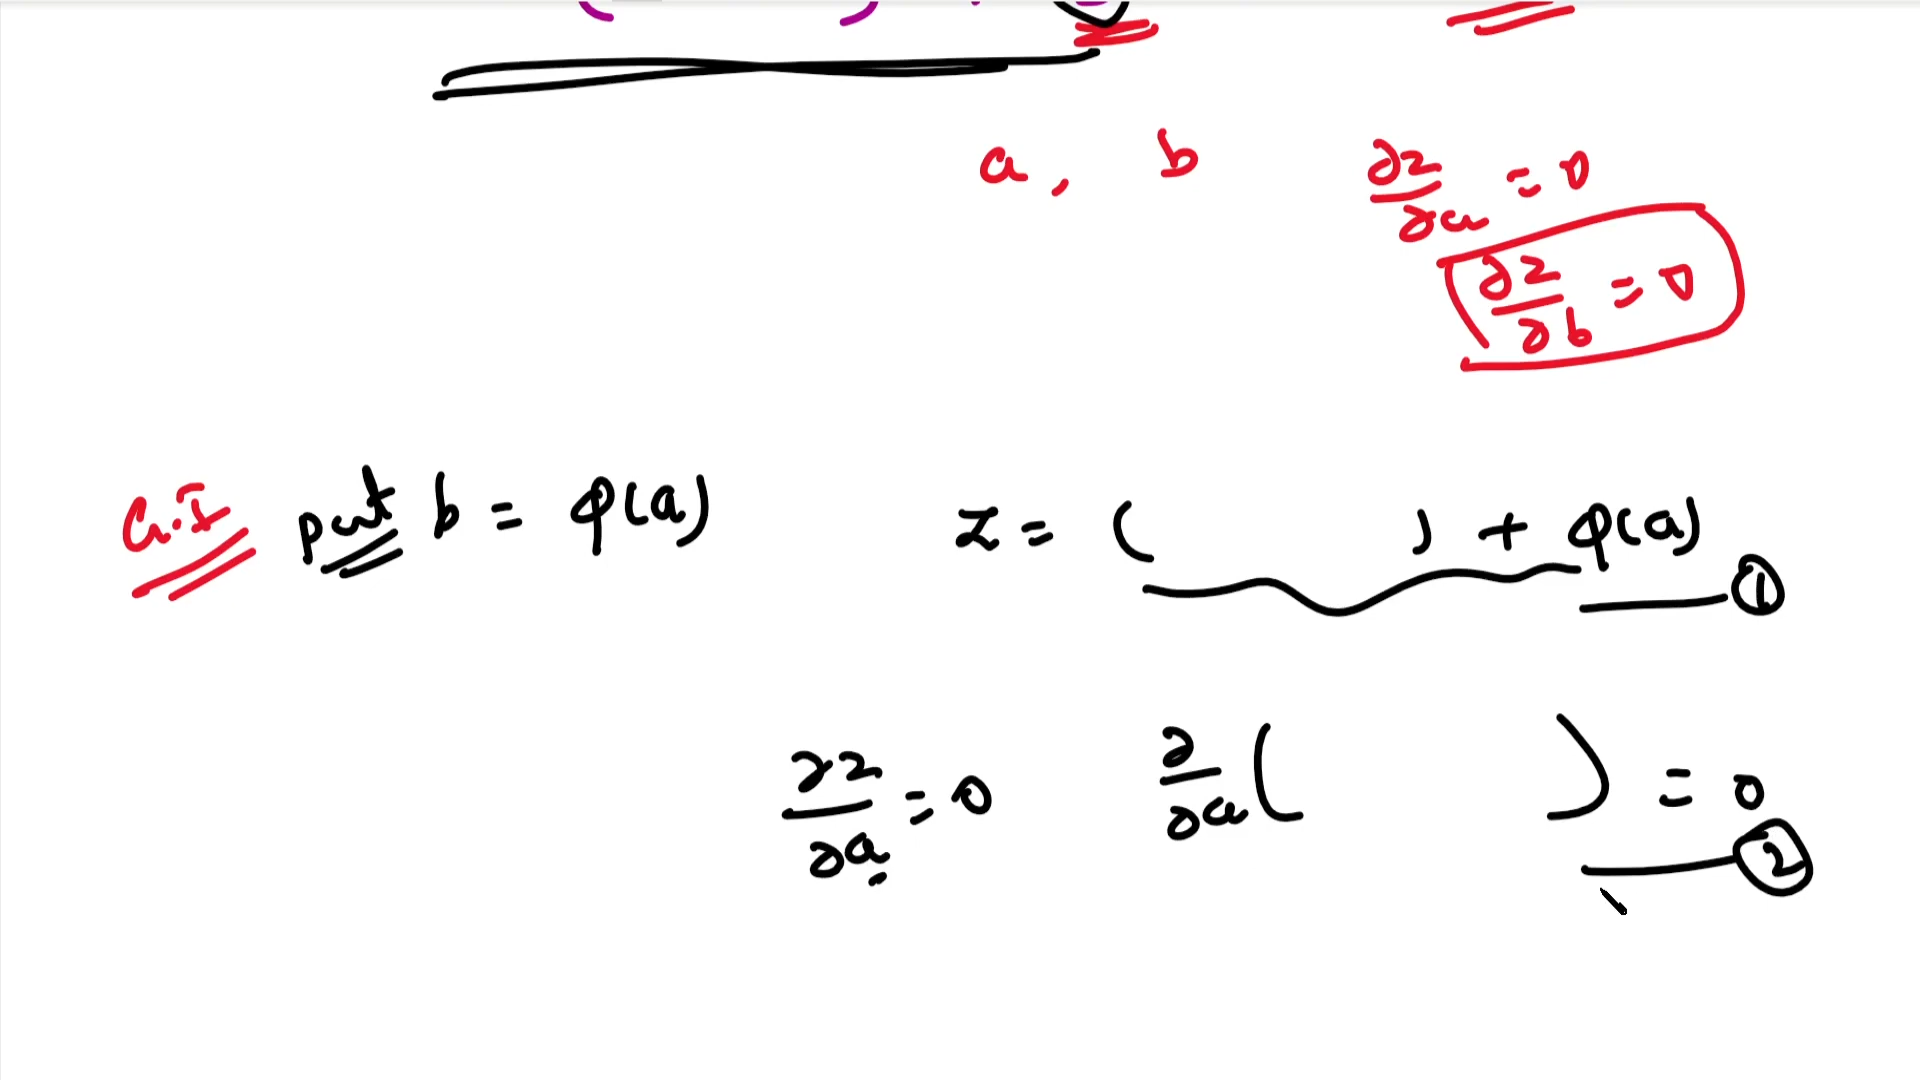 a , b ∂z/∂a = 0
∂z/∂b = 0
G.I put b = φ(a) z = ( ) + φ(a) ①
∂z/∂a = 0 ∂/∂a ( ) = 0 ②